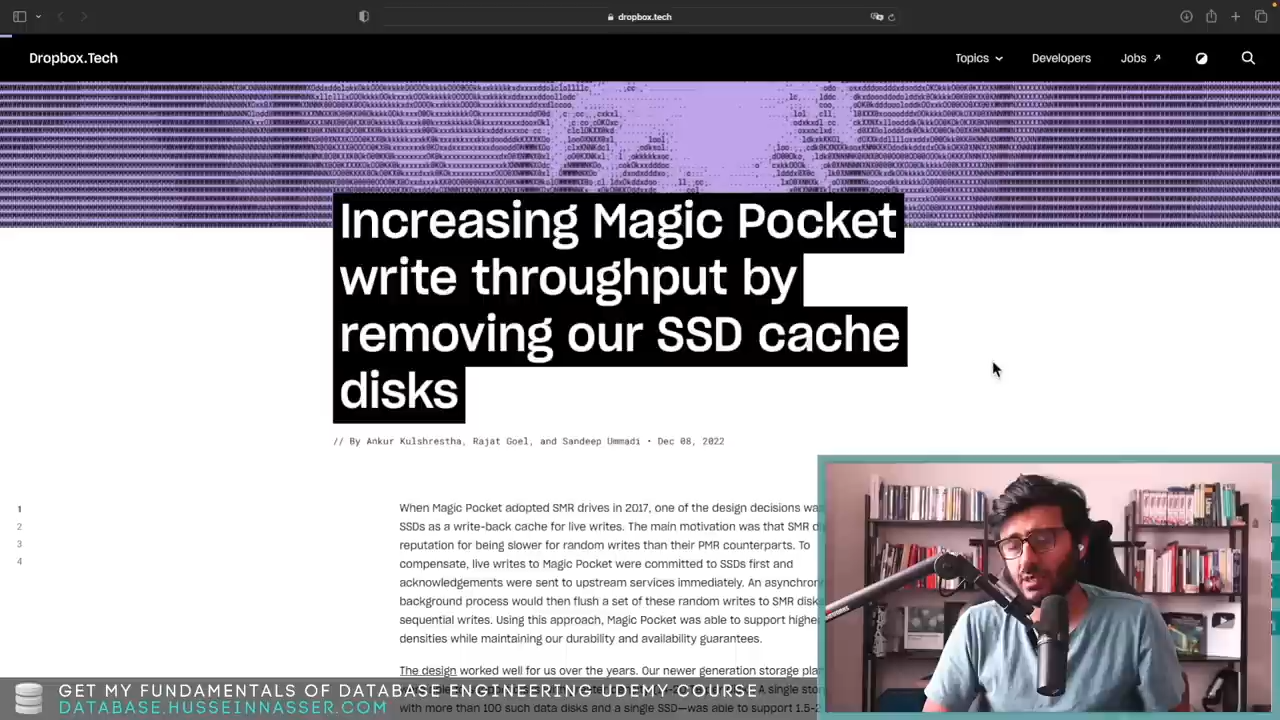 dropbox.tech
Dropbox.Tech
Topics
Developers
Jobs ↗
Increasing Magic Pocket
write throughput by
removing our SSD cache
disks
// By Ankur Kulshrestha, Rajat Goel, and Sandeep Ummadi • Dec 08, 2022
1
2
3
4
When Magic Pocket adopted SMR drives in 2017, one of the design decisions was
SSDs as a write-back cache for live writes. The main motivation was that SMR
reputation for being slower for random writes than their PMR counterparts. To
compensate, live writes to Magic Pocket were committed to SSDs first and
acknowledgements were sent to upstream services immediately. An
background process would then flush a set of these random writes to SMR
sequential writes. Using this approach, Magic Pocket was able to support
densities while maintaining our durability and availability guarantees.
The design worked well for us over the years. Our newer generation storage
GET MY FUNDAMENTALS OF DATABASE ENGINEERING UDEMY COURSE
DATABASE.HUSSEINNASSER.COM
with more than 100 such data disks and a single SSD—was able to support